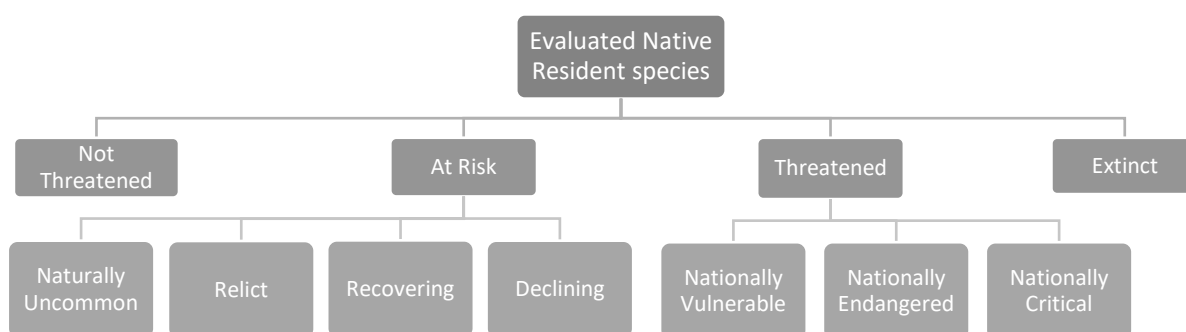 Evaluated Native
Resident species
Not
Threatened
At Risk
Threatened
Extinct
Naturally
Uncommon
Relict
Recovering
Declining
Nationally
Vulnerable
Nationally
Endangered
Nationally
Critical